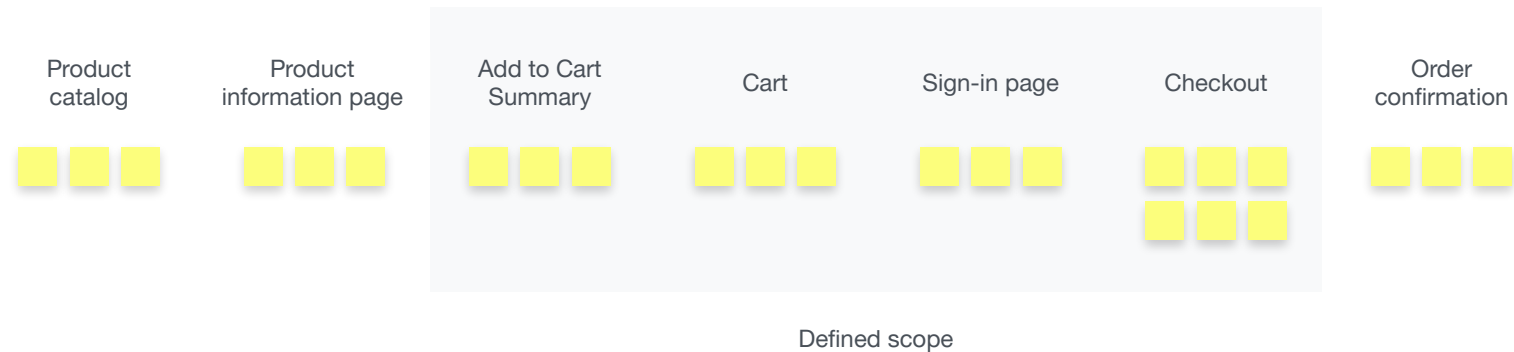 Product
catalog
Product
information page
Add to Cart
Summary
Cart
Sign-in page
Checkout
Order
confirmation
Defined scope